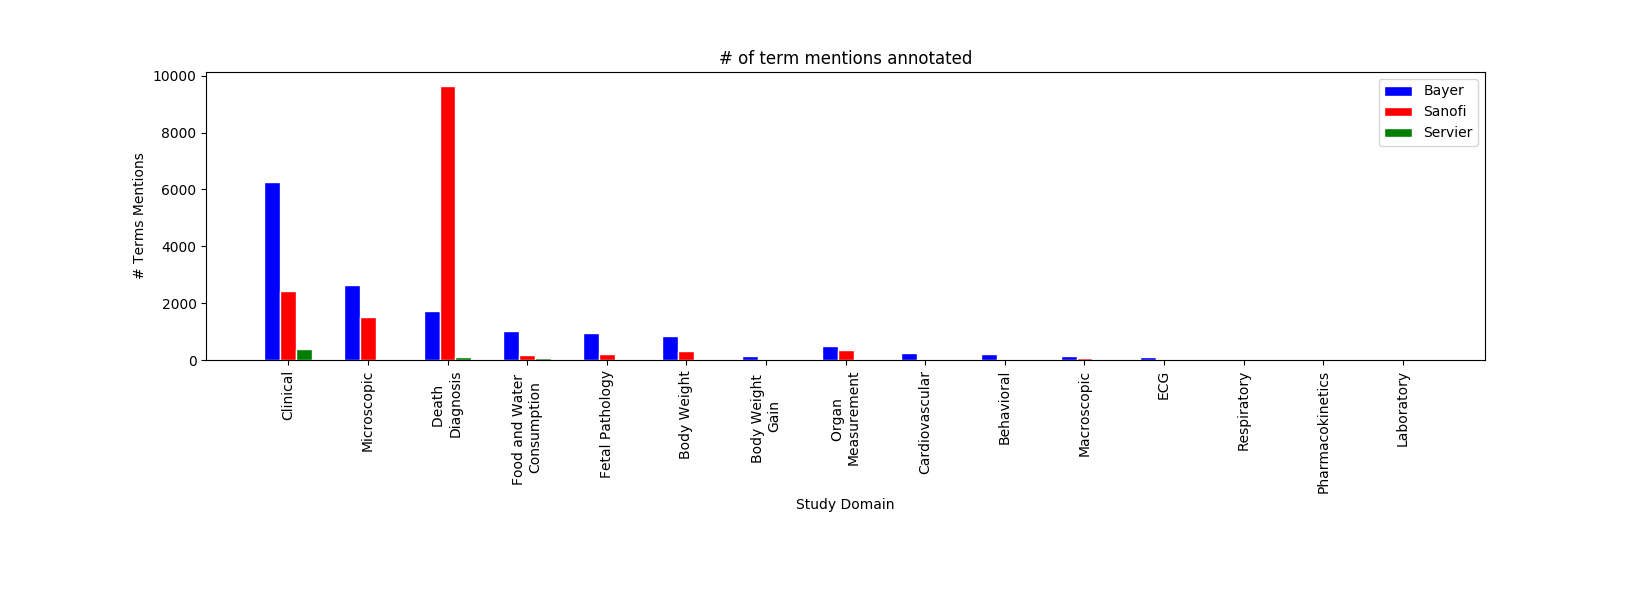 # of term mentions annotated
10000
8000
6000
4000
2000
0
# Terms Mentions
Bayer
Sanofi
Servier
Clinical
Microscopic
Death
Diagnosis
Food and Water
Consumption
Fetal Pathology
Body Weight
Body Weight
Gain
Organ
Measurement
Cardiovascular
Behavioral
Macroscopic
ECG
Respiratory
Pharmacokinetics
Laboratory
Study Domain